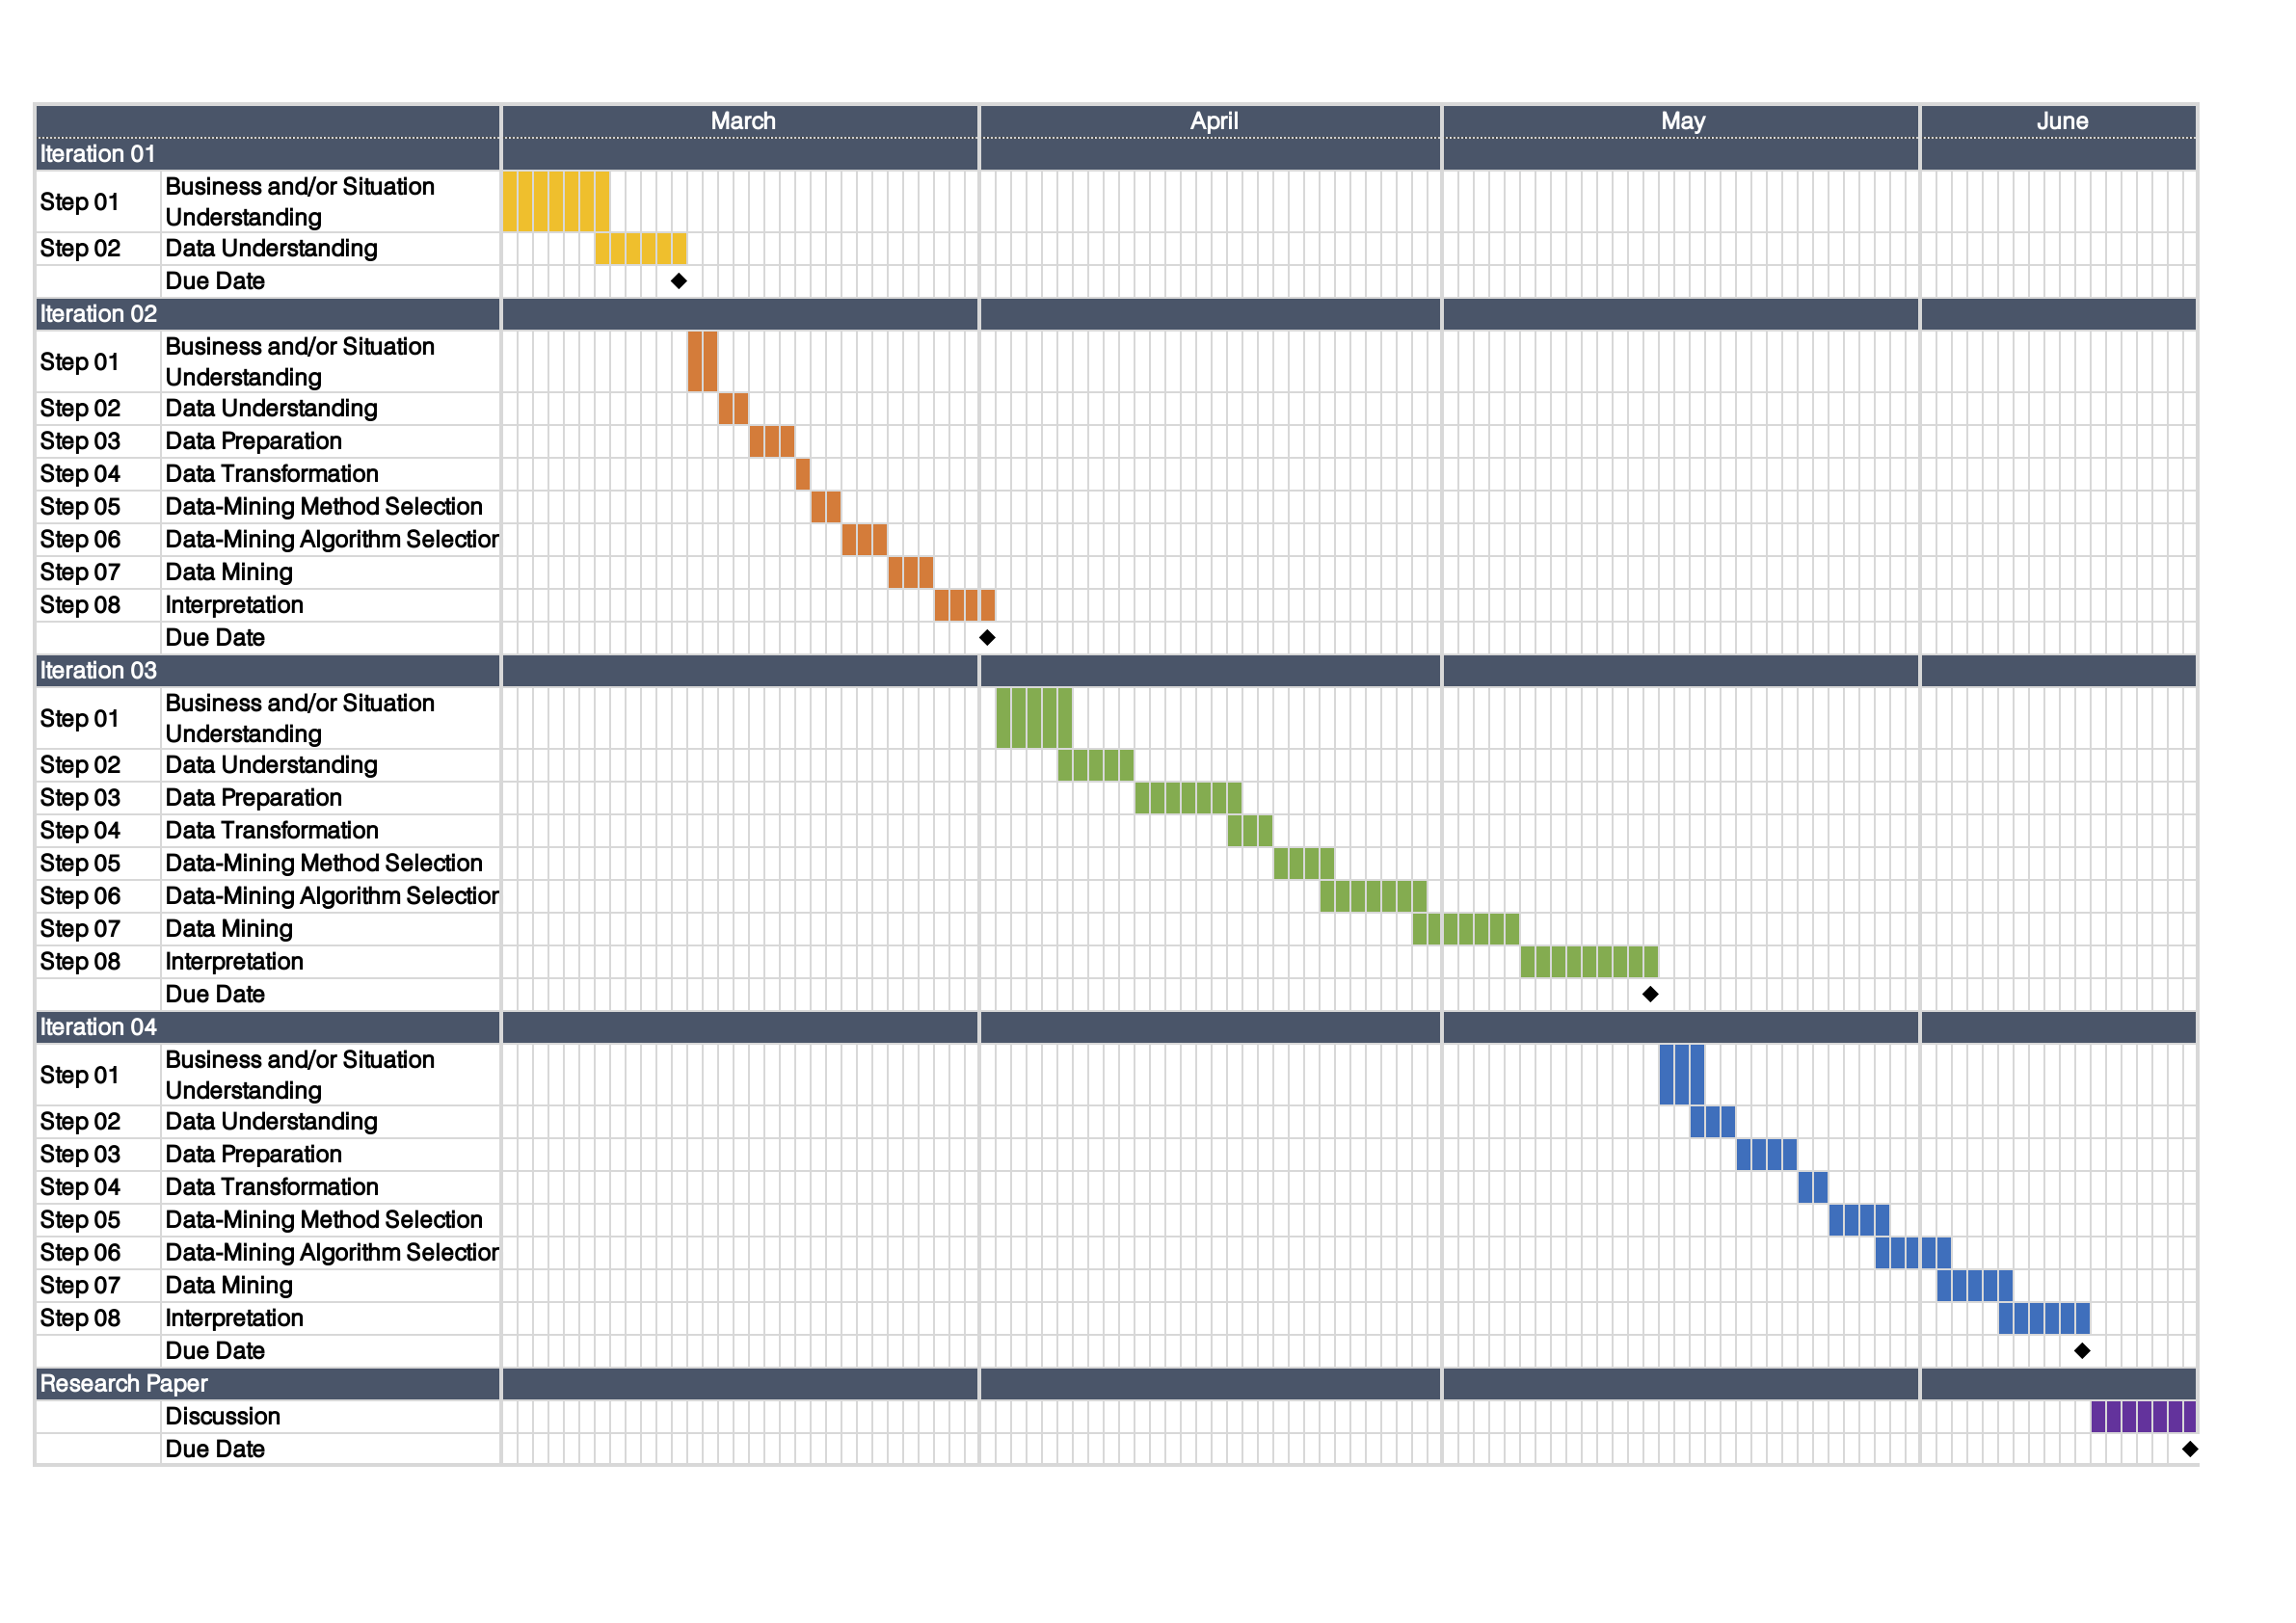 March April May June
Iteration 01
Step 01 Business and/or Situation
Understanding
Step 02 Data Understanding
Due Date
Iteration 02
Step 01 Business and/or Situation
Understanding
Step 02 Data Understanding
Step 03 Data Preparation
Step 04 Data Transformation
Step 05 Data-Mining Method Selection
Step 06 Data-Mining Algorithm Selection
Step 07 Data Mining
Step 08 Interpretation
Due Date
Iteration 03
Step 01 Business and/or Situation
Understanding
Step 02 Data Understanding
Step 03 Data Preparation
Step 04 Data Transformation
Step 05 Data-Mining Method Selection
Step 06 Data-Mining Algorithm Selection
Step 07 Data Mining
Step 08 Interpretation
Due Date
Iteration 04
Step 01 Business and/or Situation
Understanding
Step 02 Data Understanding
Step 03 Data Preparation
Step 04 Data Transformation
Step 05 Data-Mining Method Selection
Step 06 Data-Mining Algorithm Selection
Step 07 Data Mining
Step 08 Interpretation
Due Date
Research Paper
Discussion
Due Date